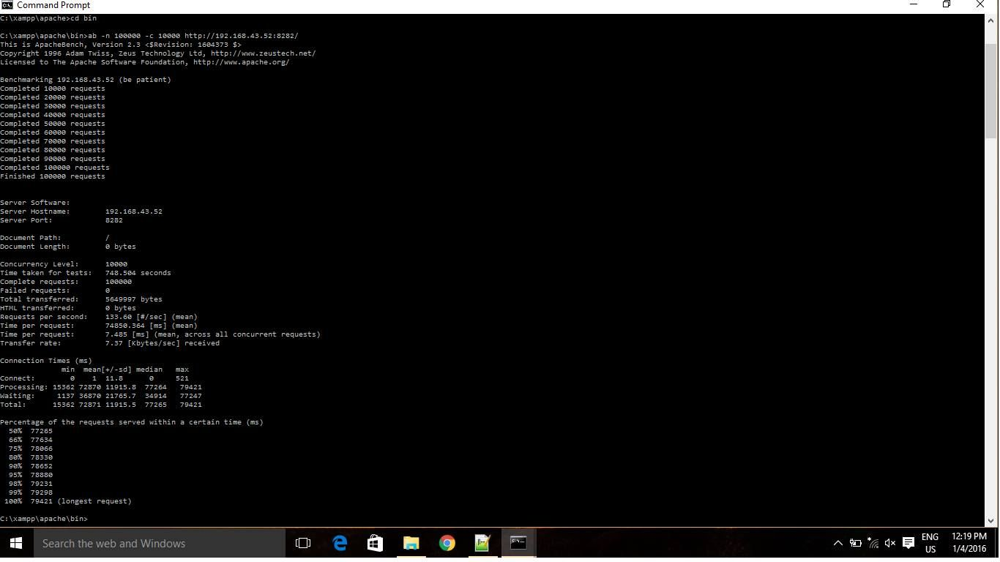 Command Prompt
C:\xampp\apache>cd bin
C:\xampp\apache\bin>ab -n 100000 -c 10000 http://192.168.43.52:8282/
This is ApacheBench, Version 2.3 <$Revision: 1604373 $>
Copyright 1996 Adam Twiss, Zeus Technology Ltd, http://www.zeustech.net/
Licensed to The Apache Software Foundation, http://www.apache.org/
Benchmarking 192.168.43.52 (be patient)
Completed 10000 requests
Completed 20000 requests
Completed 30000 requests
Completed 40000 requests
Completed 50000 requests
Completed 60000 requests
Completed 70000 requests
Completed 80000 requests
Completed 90000 requests
Completed 100000 requests
Finished 100000 requests
Server Software:
Server Hostname: 192.168.43.52
Server Port: 8282
Document Path: /
Document Length: 0 bytes
Concurrency Level: 10000
Time taken for tests: 748.504 seconds
Complete requests: 100000
Failed requests: 0
Total transferred: 5649997 bytes
HTML transferred: 0 bytes
Requests per second: 133.60 [#/sec] (mean)
Time per request: 74850.364 [ms] (mean)
Time per request: 7.485 [ms] (mean, across all concurrent requests)
Transfer rate: 7.37 [Kbytes/sec] received
Connection Times (ms)
min mean[+/-sd] median max
Connect: 0 1 11.8 0 521
Processing: 15362 72870 11915.8 77264 79421
Waiting: 1137 36870 21765.7 34914 77247
Total: 15362 72871 11915.5 77265 79421
Percentage of the requests served within a certain time (ms)
50% 77265
66% 77634
75% 78066
80% 78330
90% 78652
95% 78880
98% 79231
99% 79298
100% 79421 (longest request)
C:\xampp\apache\bin>
Search the web and Windows
ENG
US
12:19 PM
1/4/2016